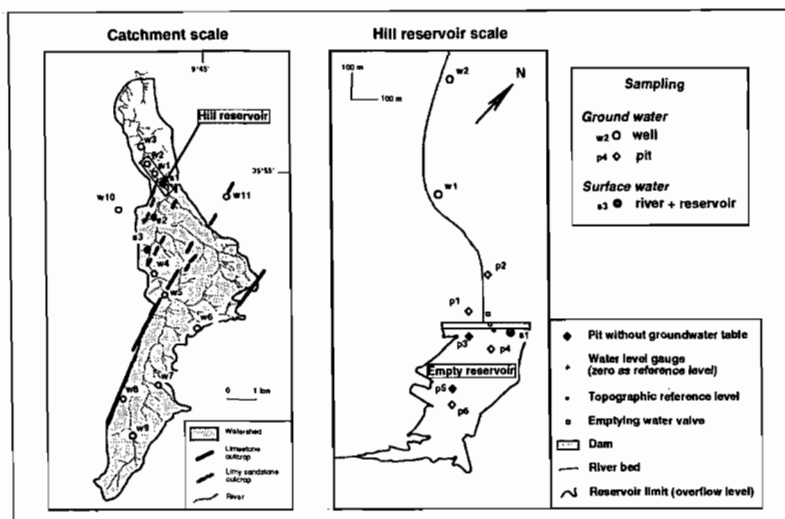 Catchment scale
9°45'
Hill reservoir
w3
w2
w1
s1
35°55'
w10
w11
s2
s3
w4
w5
w6
w7
w8
w9
0 1 km
Watershed
Limestone
outcrop
Limy sandstone
outcrop
River
Hill reservoir scale
100 m
100 m
N
w2
w1
p2
p1
p3
p4
s1
Empty reservoir
p5
p6
Sampling
Ground water
w2 well
p4 pit
Surface water
s3 river + reservoir
Pit without groundwater table
Water level gauge
(zero as reference level)
Topographic reference level
Emptying water valve
Dam
River bed
Reservoir limit (overflow level)